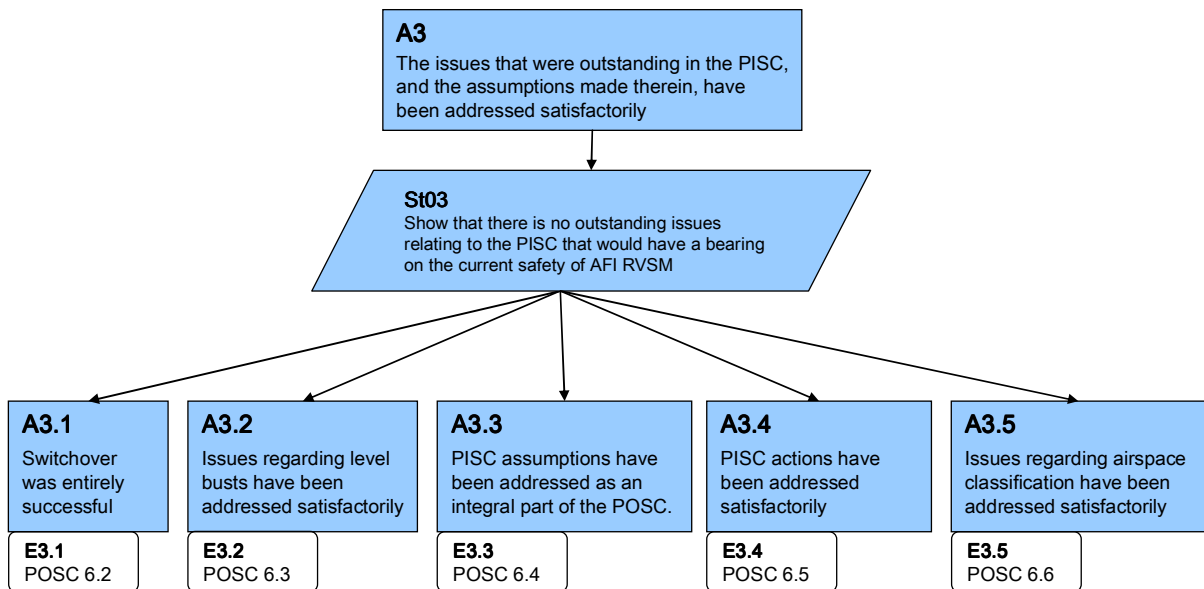 A3
The issues that were outstanding in the PISC,
and the assumptions made therein, have
been addressed satisfactorily
St03
Show that there is no outstanding issues
relating to the PISC that would have a bearing
on the current safety of AFI RVSM
A3.1
Switchover
was entirely
successful
E3.1
POSC 6.2
A3.2
Issues regarding level
busts have been
addressed satisfactorily
E3.2
POSC 6.3
A3.3
PISC assumptions have
been addressed as an
integral part of the POSC.
E3.3
POSC 6.4
A3.4
PISC actions have
been addressed
satisfactorily
E3.4
POSC 6.5
A3.5
Issues regarding airspace
classification have been
addressed satisfactorily
E3.5
POSC 6.6